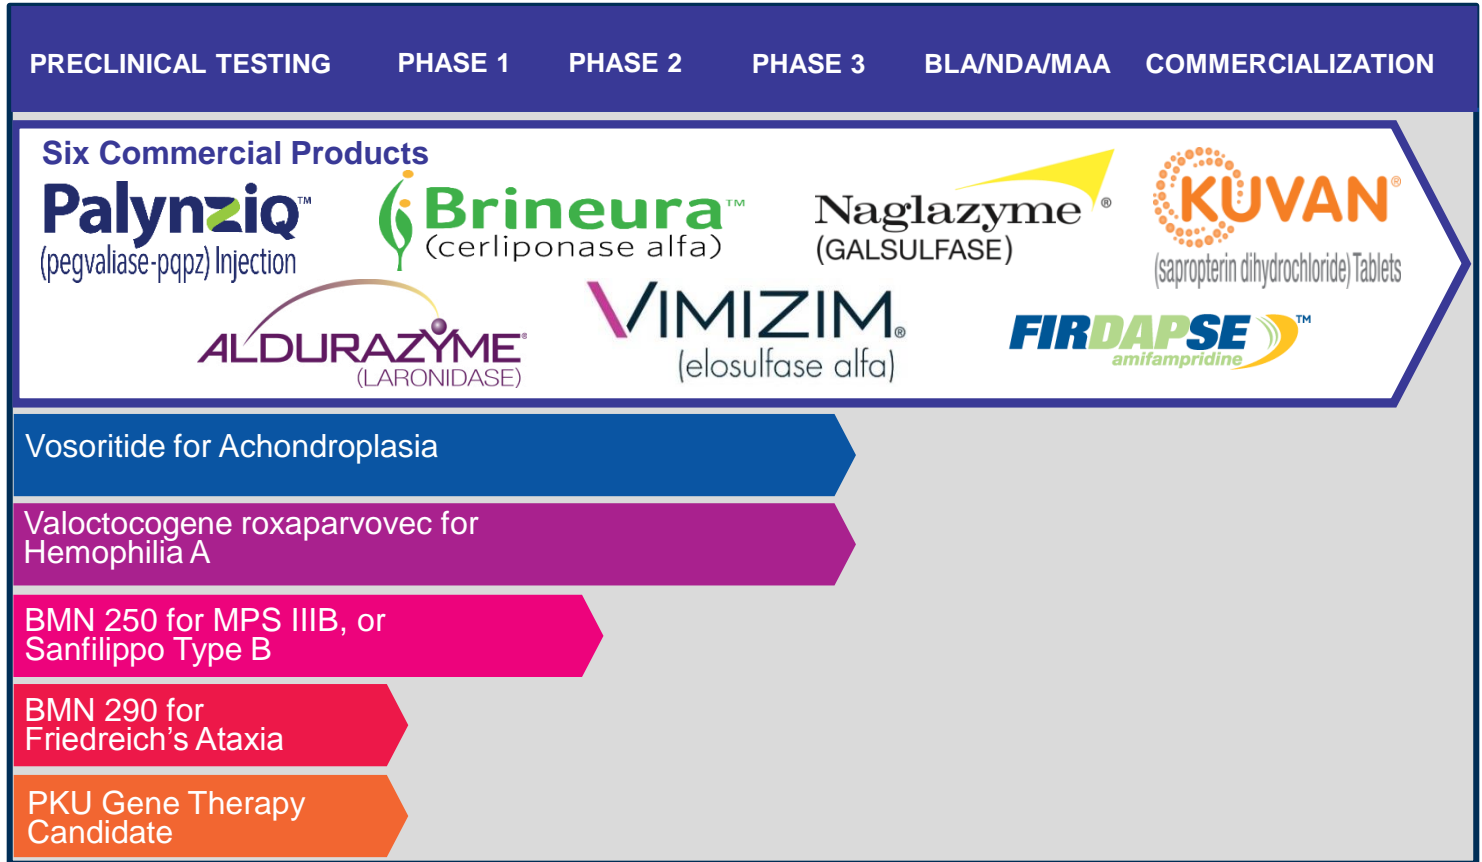 PRECLINICAL TESTING PHASE 1 PHASE 2 PHASE 3 BLA/NDA/MAA COMMERCIALIZATION
Six Commercial Products
Palynziq™
(pegvaliase-pqpz) Injection
Brineura™
(cerliponase alfa)
Naglazyme®
(GALSULFASE)
KUVAN®
(sapropterin dihydrochloride) Tablets
ALDURAZYME®
(LARONIDASE)
VIMIZIM®
(elosulfase alfa)
FIRDAPSE™
amifampridine
Vosoritide for Achondroplasia
Valoctocogene roxaparvovec for
Hemophilia A
BMN 250 for MPS IIIB, or
Sanfilippo Type B
BMN 290 for
Friedreich's Ataxia
PKU Gene Therapy
Candidate